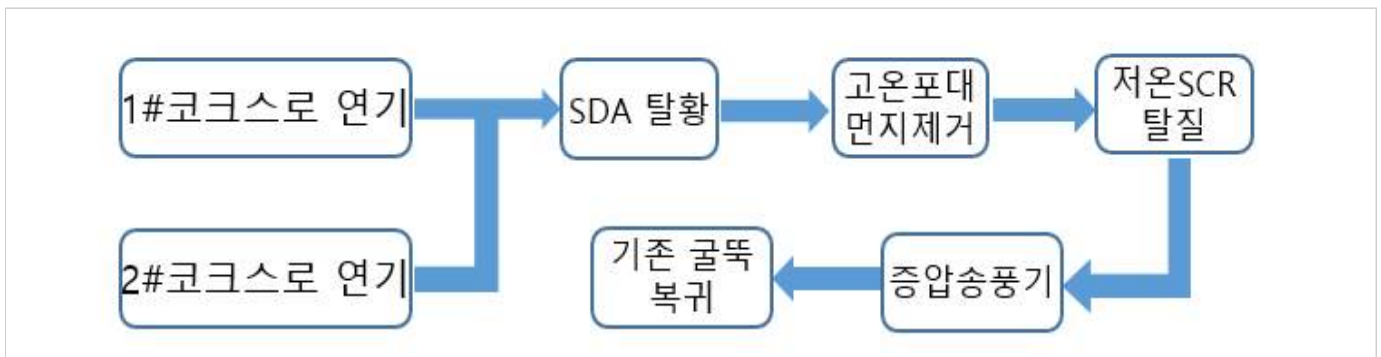 1#코크스로 연기
SDA 탈황
고온포대
먼지제거
저온SCR
탈질
2#코크스로 연기
기존 굴뚝
복귀
증압송풍기